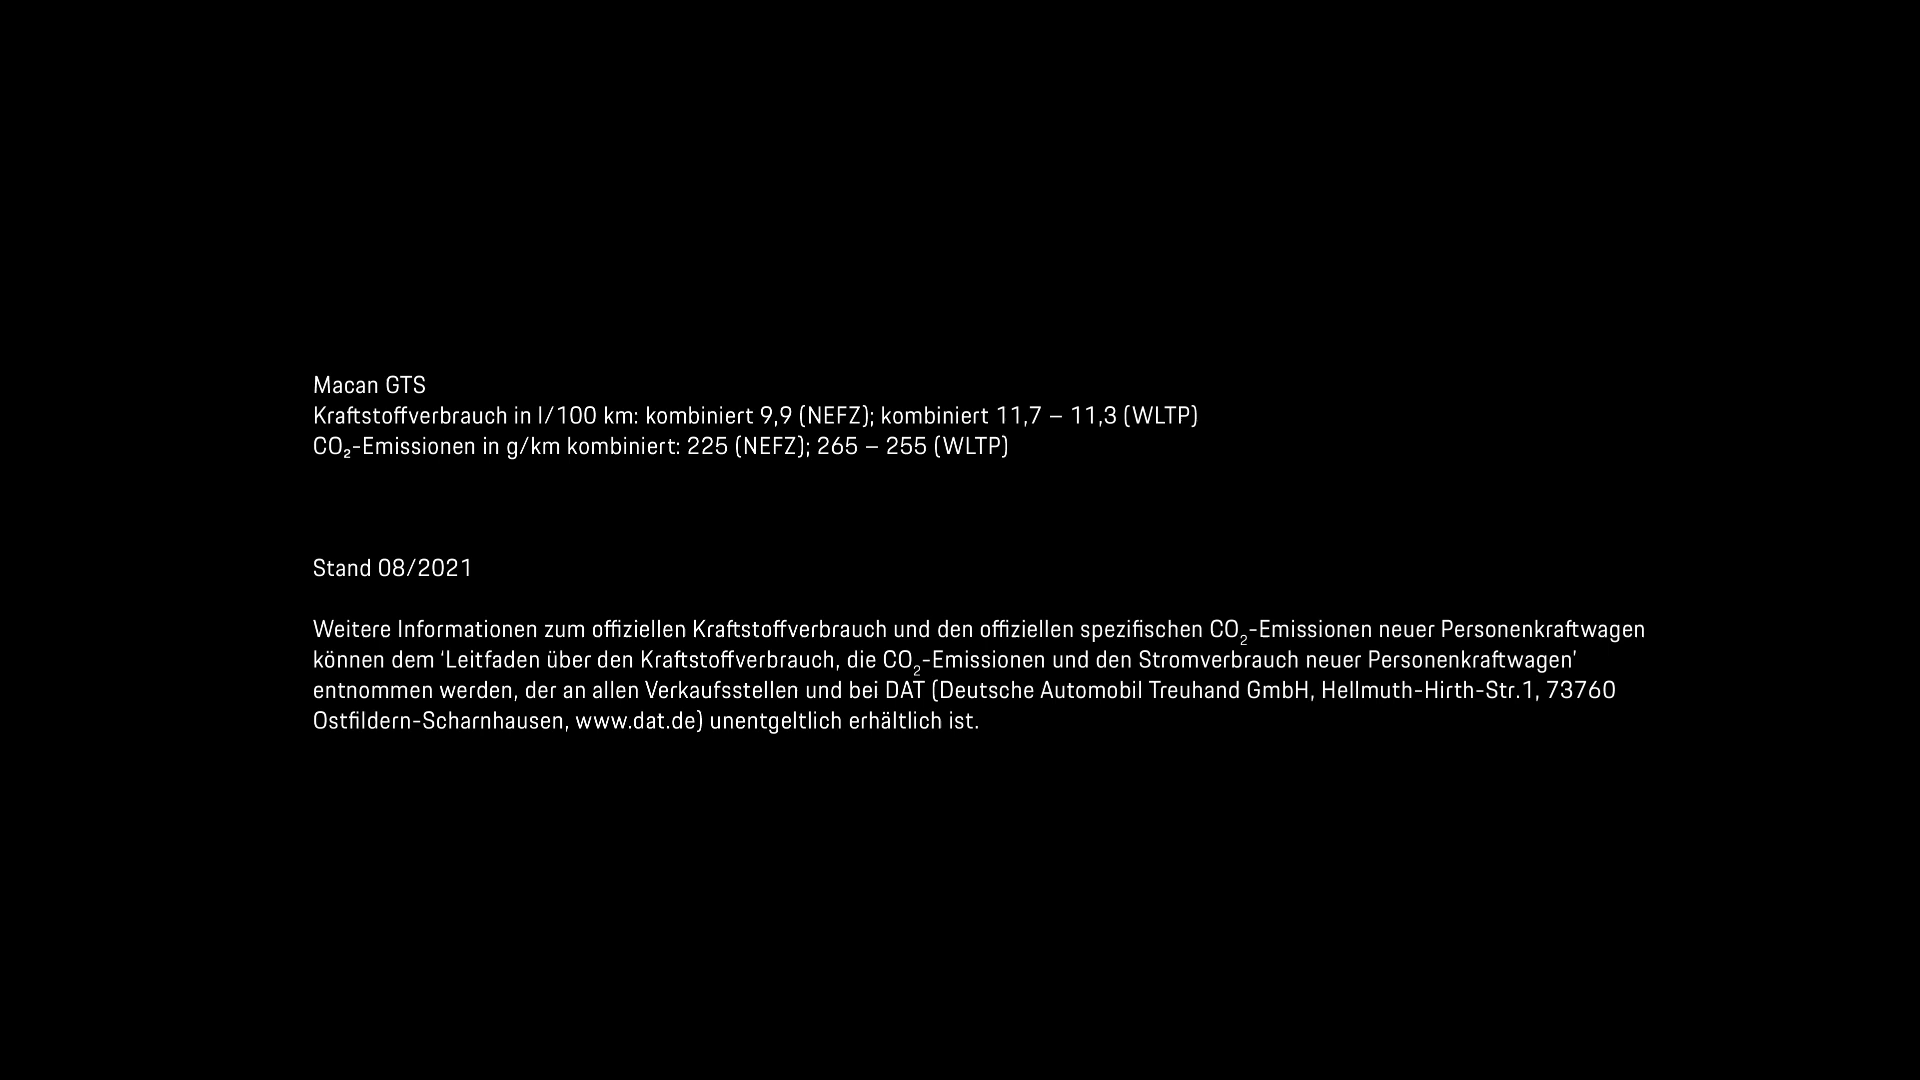 Macan GTS
Kraftstoffverbrauch in l/100 km: kombiniert 9,9 (NEFZ); kombiniert 11,7 – 11,3 (WLTP)
CO₂-Emissionen in g/km kombiniert: 225 (NEFZ); 265 – 255 (WLTP)
Stand 08/2021
Weitere Informationen zum offiziellen Kraftstoffverbrauch und den offiziellen spezifischen CO₂-Emissionen neuer Personenkraftwagen
können dem ‘Leitfaden über den Kraftstoffverbrauch, die CO₂-Emissionen und den Stromverbrauch neuer Personenkraftwagen’
entnommen werden, der an allen Verkaufsstellen und bei DAT (Deutsche Automobil Treuhand GmbH, Hellmuth-Hirth-Str.1, 73760
Ostfildern-Scharnhausen, www.dat.de) unentgeltlich erhältlich ist.